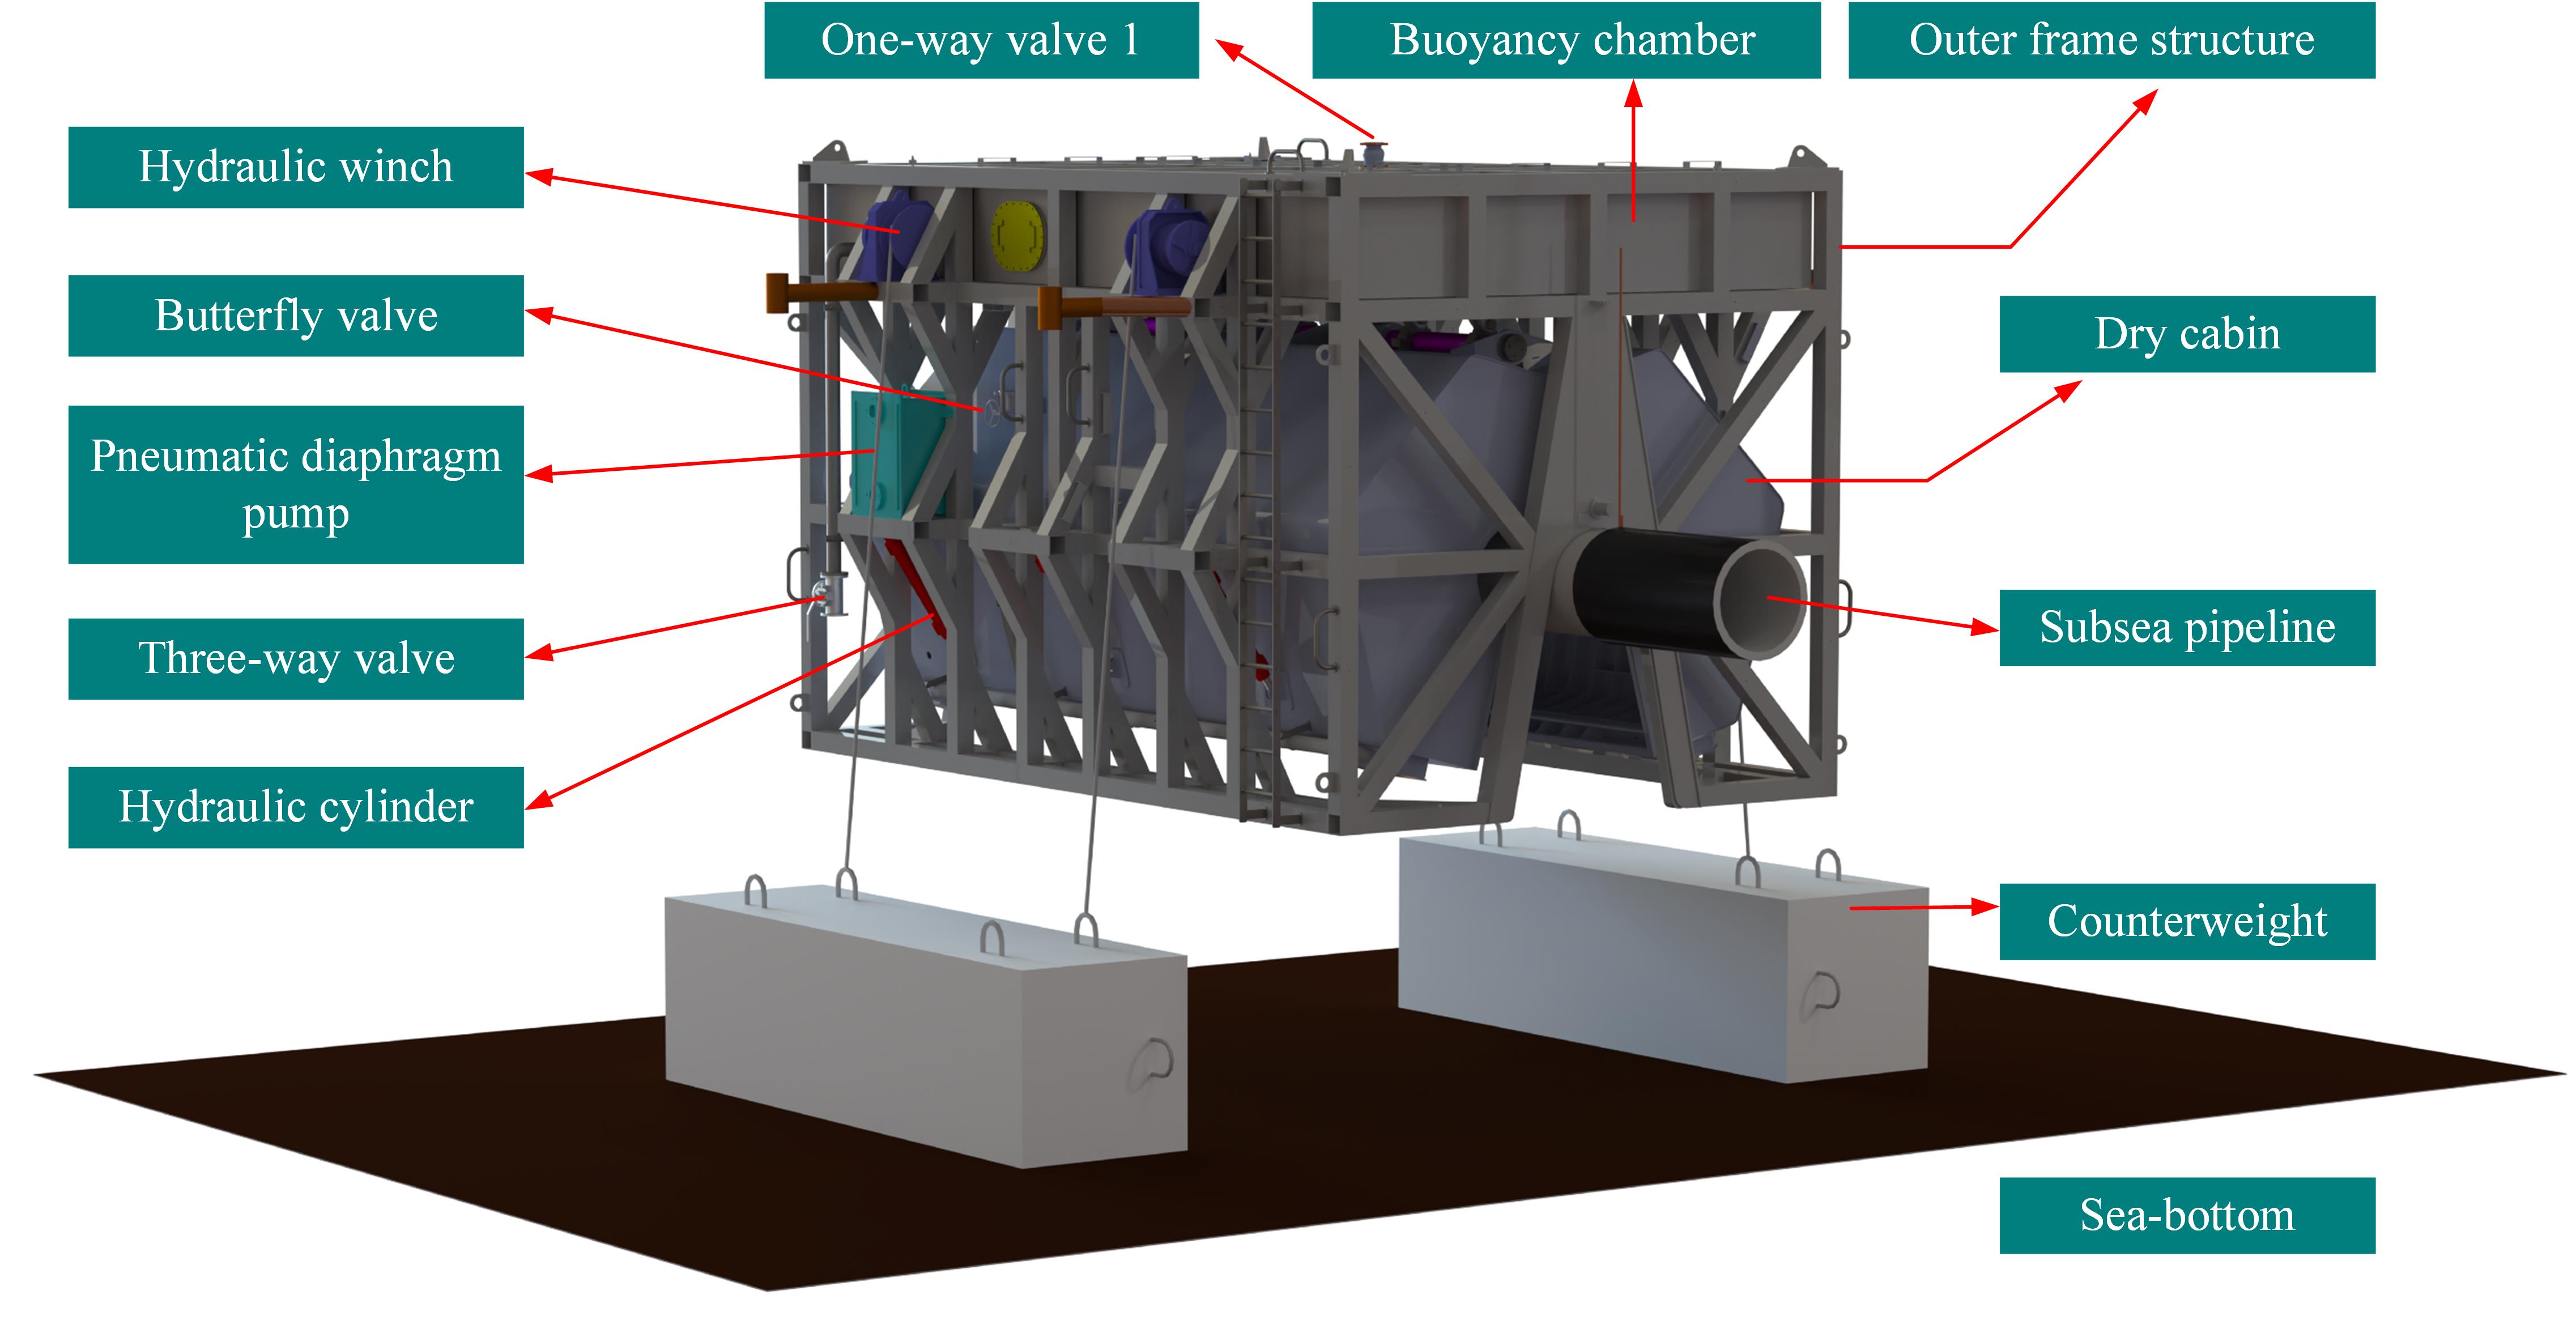 One-way valve 1
Buoyancy chamber
Outer frame structure
Hydraulic winch
Butterfly valve
Pneumatic diaphragm
pump
Three-way valve
Hydraulic cylinder
Dry cabin
Subsea pipeline
Counterweight
Sea-bottom